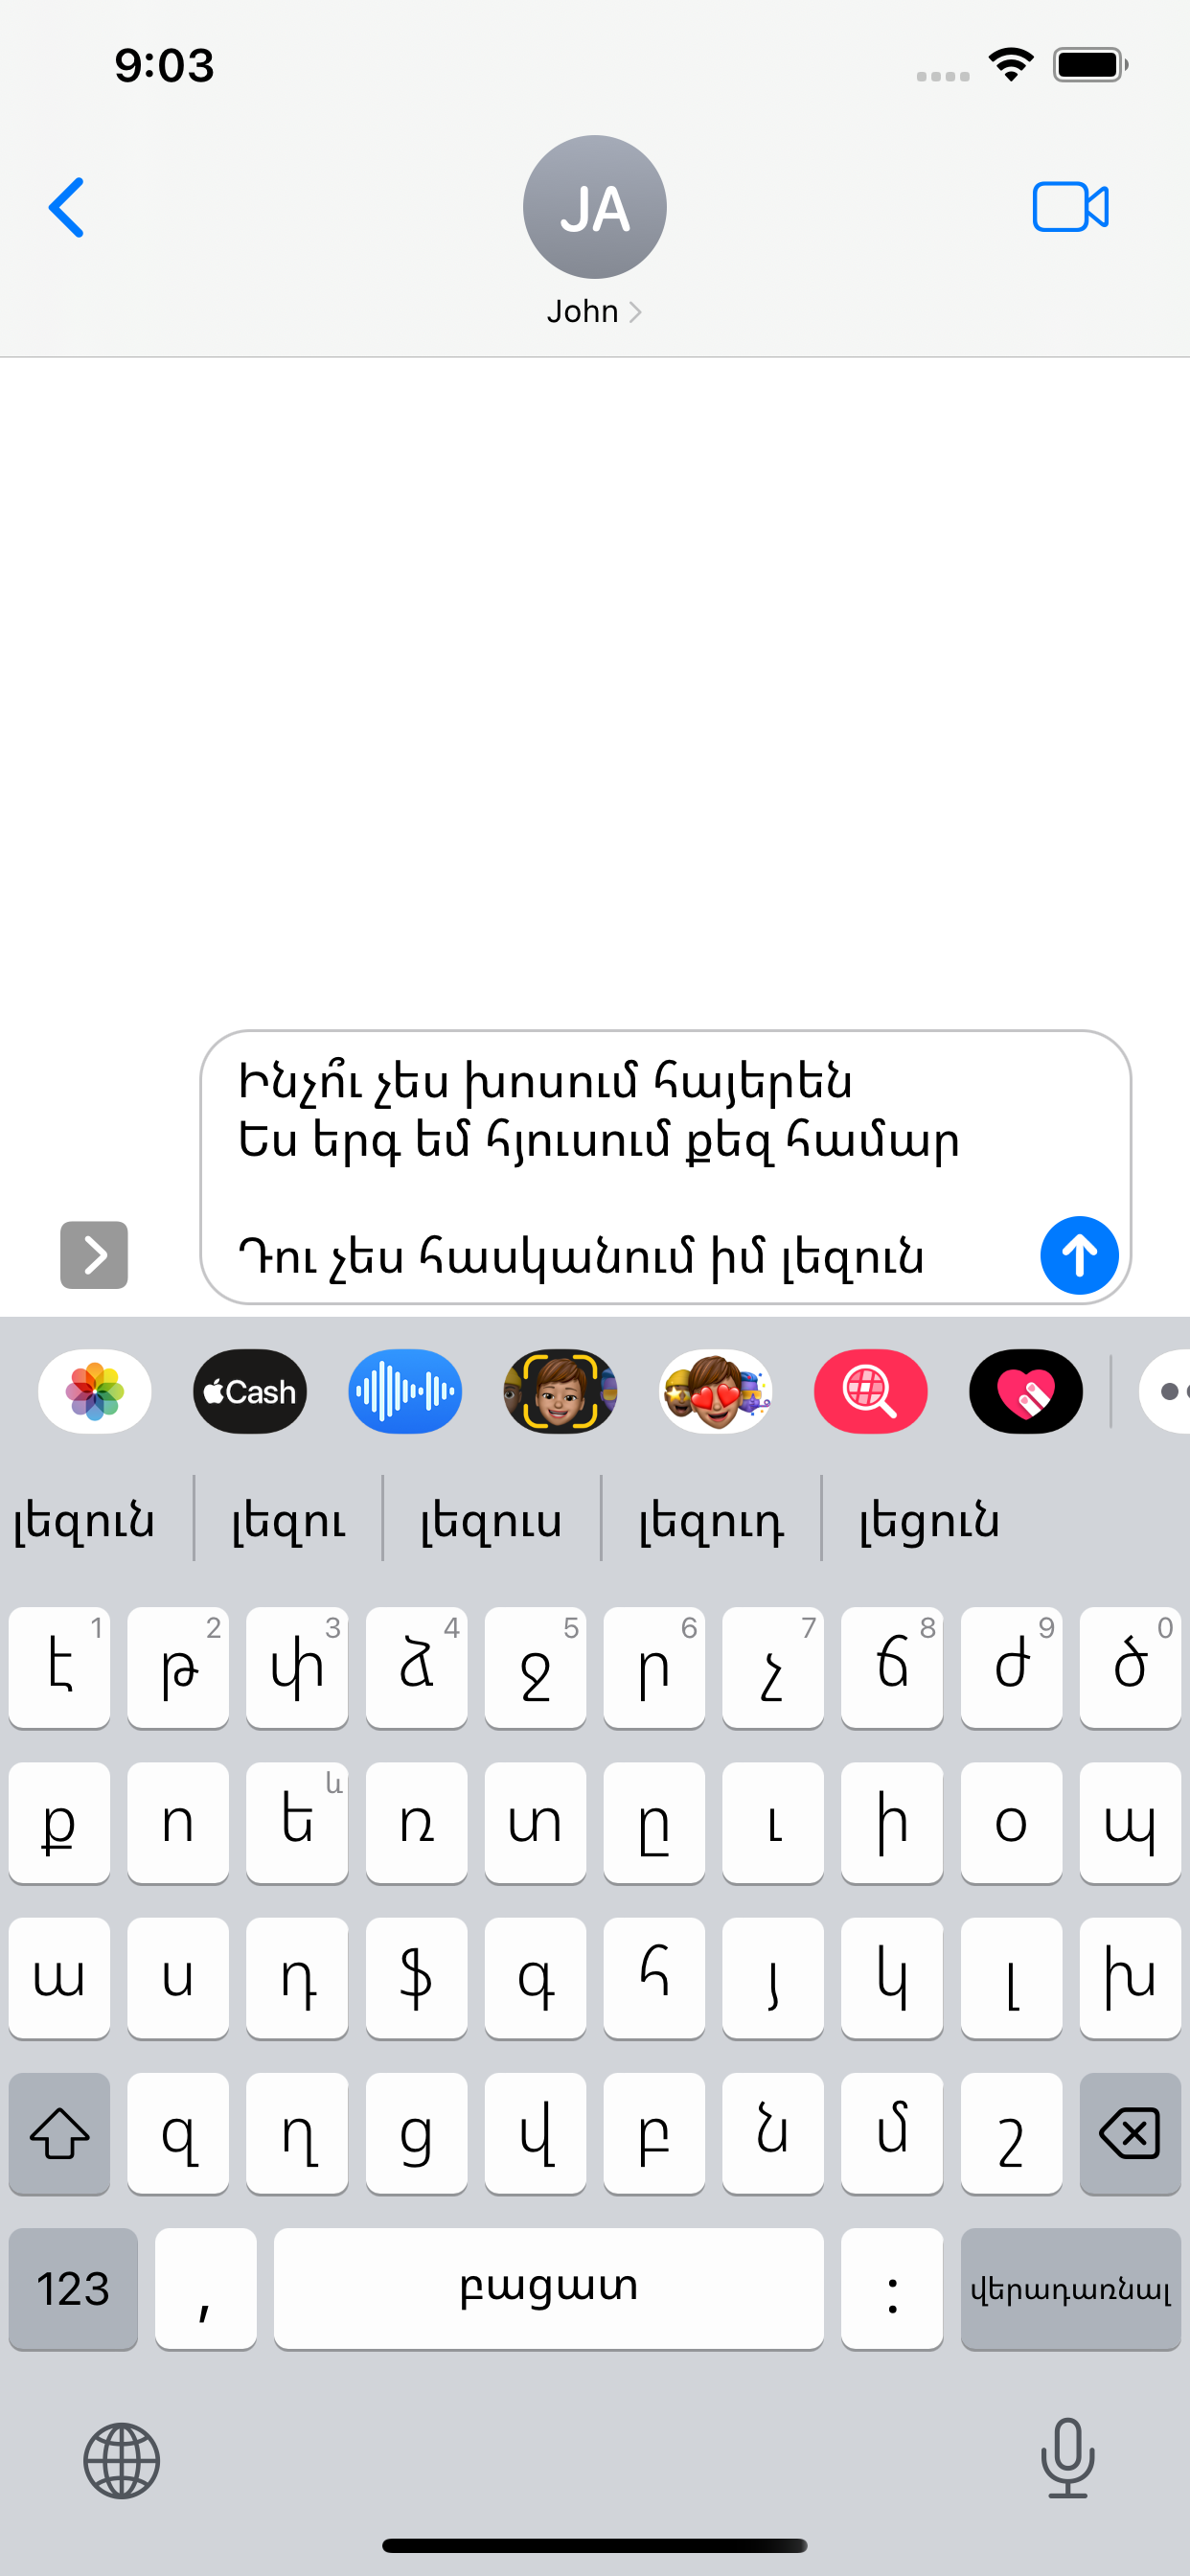 9:03
JA
John
Ինչո՞ւ չես խոսում հայերեն
Ես երգ եմ հյուսում քեզ համար
Դու չես հասկանում իմ լեզուն
Cash
լեզուն լեզու լեզուս լեզուդ լեցուն
1 2 3 4 5 6 7 8 9 0
է թ փ ձ ջ ր չ ճ ժ ծ
և
ք ո ե ռ տ ը ւ ի օ պ
ա ս դ ֆ գ հ յ կ լ խ
զ ղ ց վ բ ն մ շ
123 , բացատ : վերադառնալ